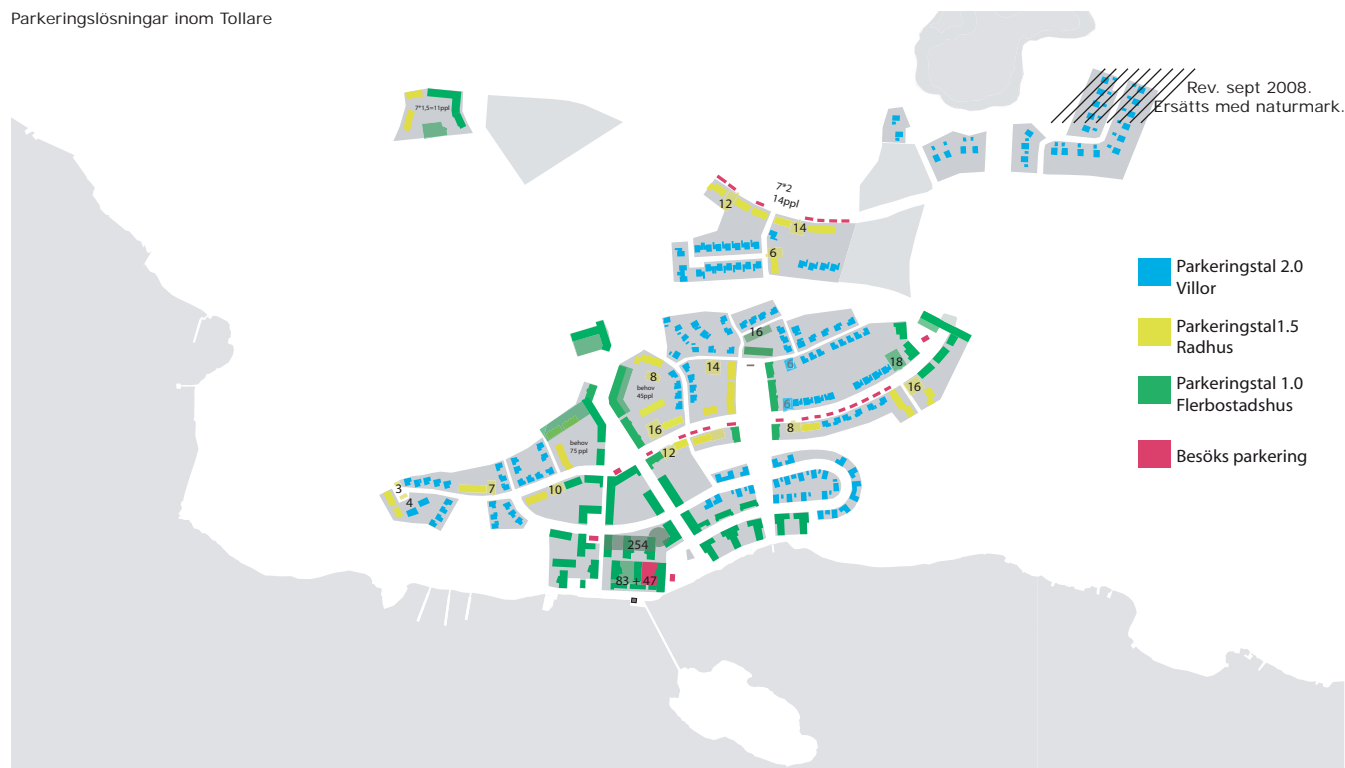 Parkeringslösningar inom Tollare
Rev. sept 2008.
Ersätts med naturmark.
7*1,5=11ppl
7*2
14ppl
12
14
6
Parkeringstal 2.0
Villor
Parkeringstal1.5
Radhus
Parkeringstal 1.0
Flerbostadshus
Besöks parkering
16
6
18
14
8
behov
45ppl
16
6
16
8
12
behov
75 ppl
3
4
7
10
254
83 + 47